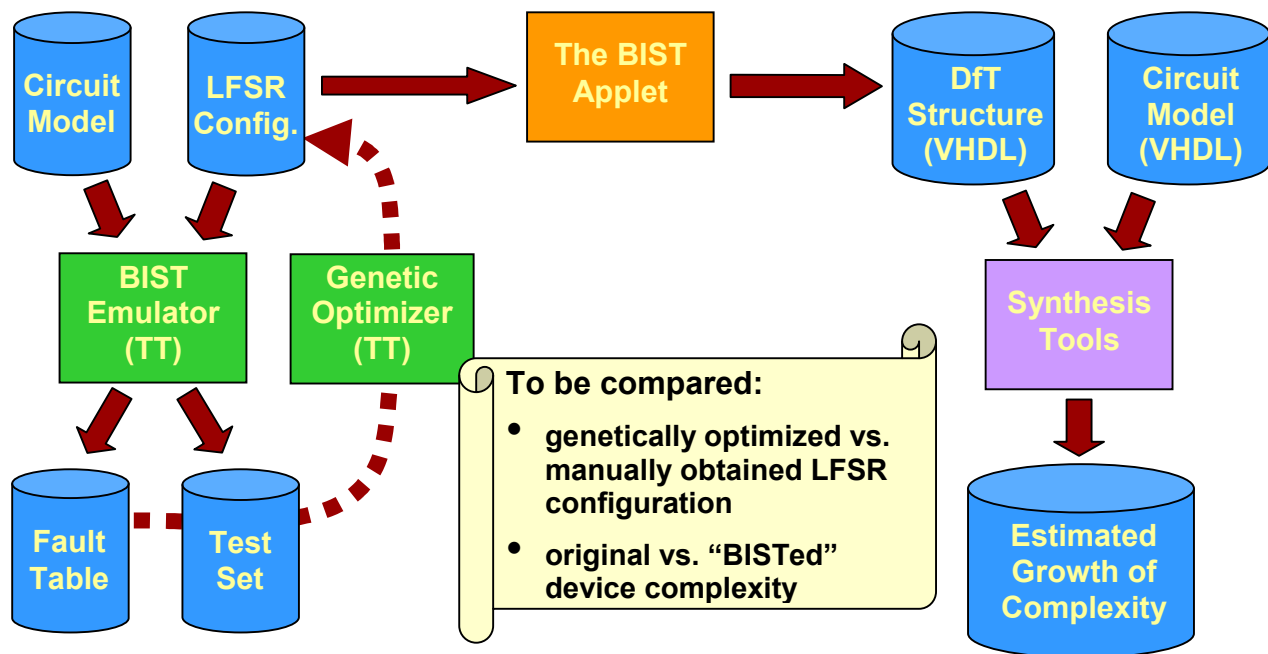 Circuit
Model
LFSR
Config.
The BIST
Applet
DfT
Structure
(VHDL)
Circuit
Model
(VHDL)
BIST
Emulator
(TT)
Genetic
Optimizer
(TT)
Synthesis
Tools
To be compared:
• genetically optimized vs.
manually obtained LFSR
configuration
• original vs. “BISTed”
device complexity
Fault
Table
Test
Set
Estimated
Growth of
Complexity